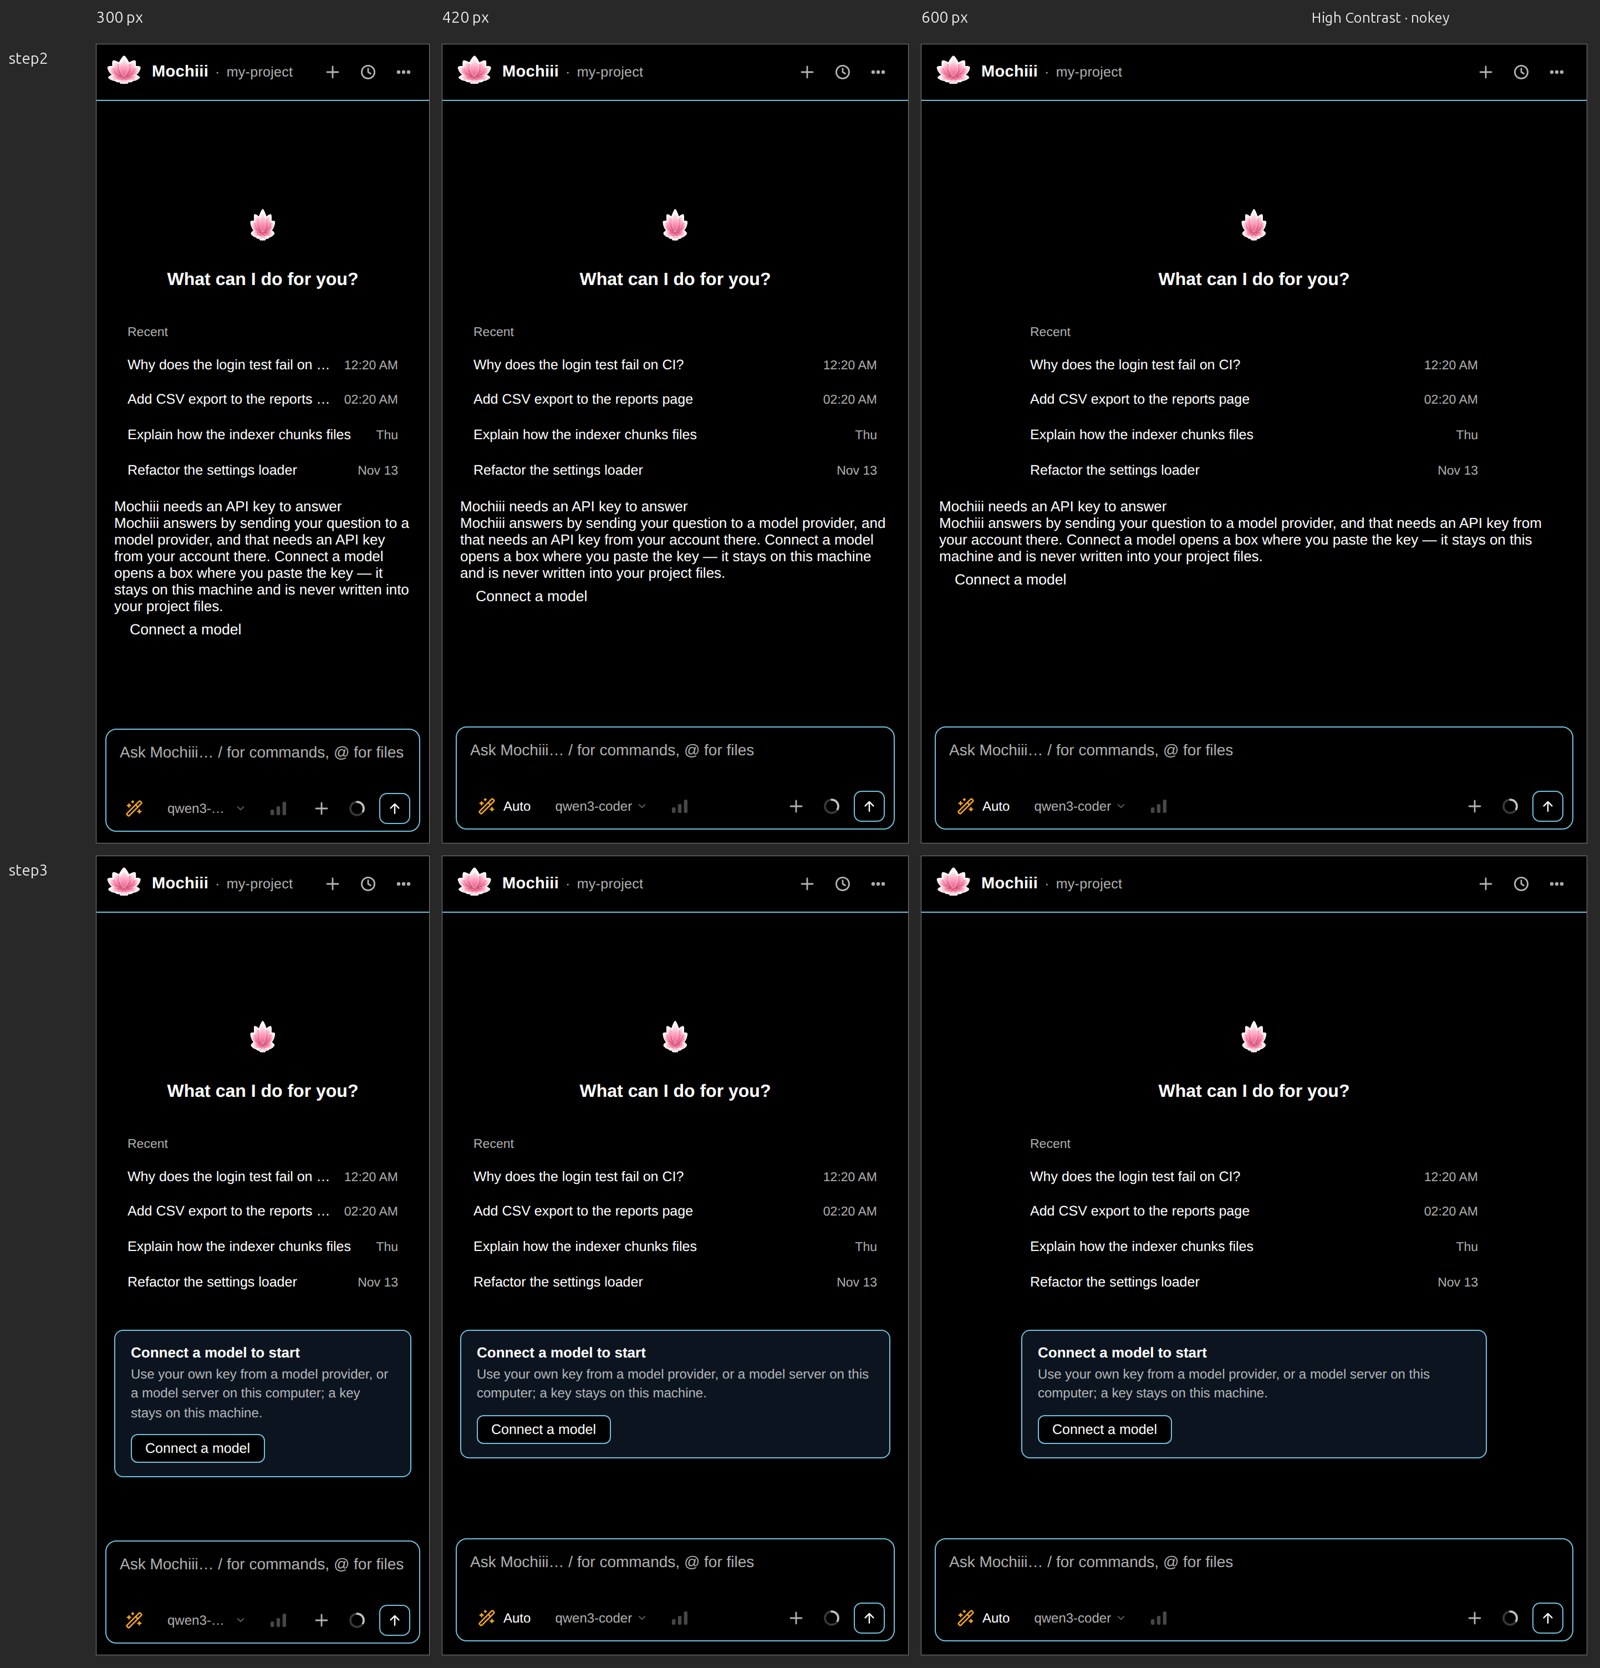 300 px
420 px
600 px
High Contrast · nokey
step2
Mochiii · my-project
What can I do for you?
Recent
Why does the login test fail on … 12:20 AM
Add CSV export to the reports … 02:20 AM
Explain how the indexer chunks files Thu
Refactor the settings loader Nov 13
Mochiii needs an API key to answer
Mochiii answers by sending your question to a
model provider, and that needs an API key
from your account there. Connect a model
opens a box where you paste the key — it
stays on this machine and is never written into
your project files.
Connect a model
Ask Mochiii… / for commands, @ for files
qwen3-…
Mochiii · my-project
What can I do for you?
Recent
Why does the login test fail on CI? 12:20 AM
Add CSV export to the reports page 02:20 AM
Explain how the indexer chunks files Thu
Refactor the settings loader Nov 13
Mochiii needs an API key to answer
Mochiii answers by sending your question to a model provider, and
that needs an API key from your account there. Connect a model
opens a box where you paste the key — it stays on this machine
and is never written into your project files.
Connect a model
Ask Mochiii… / for commands, @ for files
Auto qwen3-coder
Mochiii · my-project
What can I do for you?
Recent
Why does the login test fail on CI? 12:20 AM
Add CSV export to the reports page 02:20 AM
Explain how the indexer chunks files Thu
Refactor the settings loader Nov 13
Mochiii needs an API key to answer
Mochiii answers by sending your question to a model provider, and that needs an API key from
your account there. Connect a model opens a box where you paste the key — it stays on this
machine and is never written into your project files.
Connect a model
Ask Mochiii… / for commands, @ for files
Auto qwen3-coder
step3
Mochiii · my-project
What can I do for you?
Recent
Why does the login test fail on … 12:20 AM
Add CSV export to the reports … 02:20 AM
Explain how the indexer chunks files Thu
Refactor the settings loader Nov 13
Connect a model to start
Use your own key from a model provider, or
a model server on this computer; a key
stays on this machine.
Connect a model
Ask Mochiii… / for commands, @ for files
qwen3-…
Mochiii · my-project
What can I do for you?
Recent
Why does the login test fail on CI? 12:20 AM
Add CSV export to the reports page 02:20 AM
Explain how the indexer chunks files Thu
Refactor the settings loader Nov 13
Connect a model to start
Use your own key from a model provider, or a model server on this
computer; a key stays on this machine.
Connect a model
Ask Mochiii… / for commands, @ for files
Auto qwen3-coder
Mochiii · my-project
What can I do for you?
Recent
Why does the login test fail on CI? 12:20 AM
Add CSV export to the reports page 02:20 AM
Explain how the indexer chunks files Thu
Refactor the settings loader Nov 13
Connect a model to start
Use your own key from a model provider, or a model server on this
computer; a key stays on this machine.
Connect a model
Ask Mochiii… / for commands, @ for files
Auto qwen3-coder